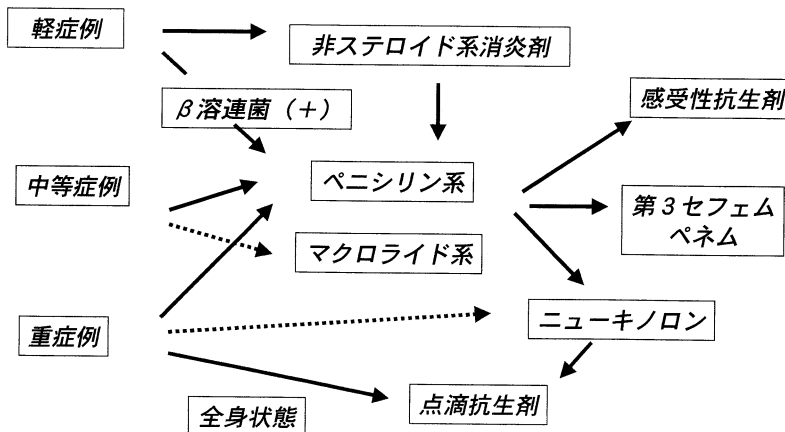 軽症例
非ステロイド系消炎剤
β溶連菌（＋）
感受性抗生剤
中等症例
ペニシリン系
第３セフェム
ペネム
マクロライド系
重症例
ニューキノロン
点滴抗生剤
全身状態